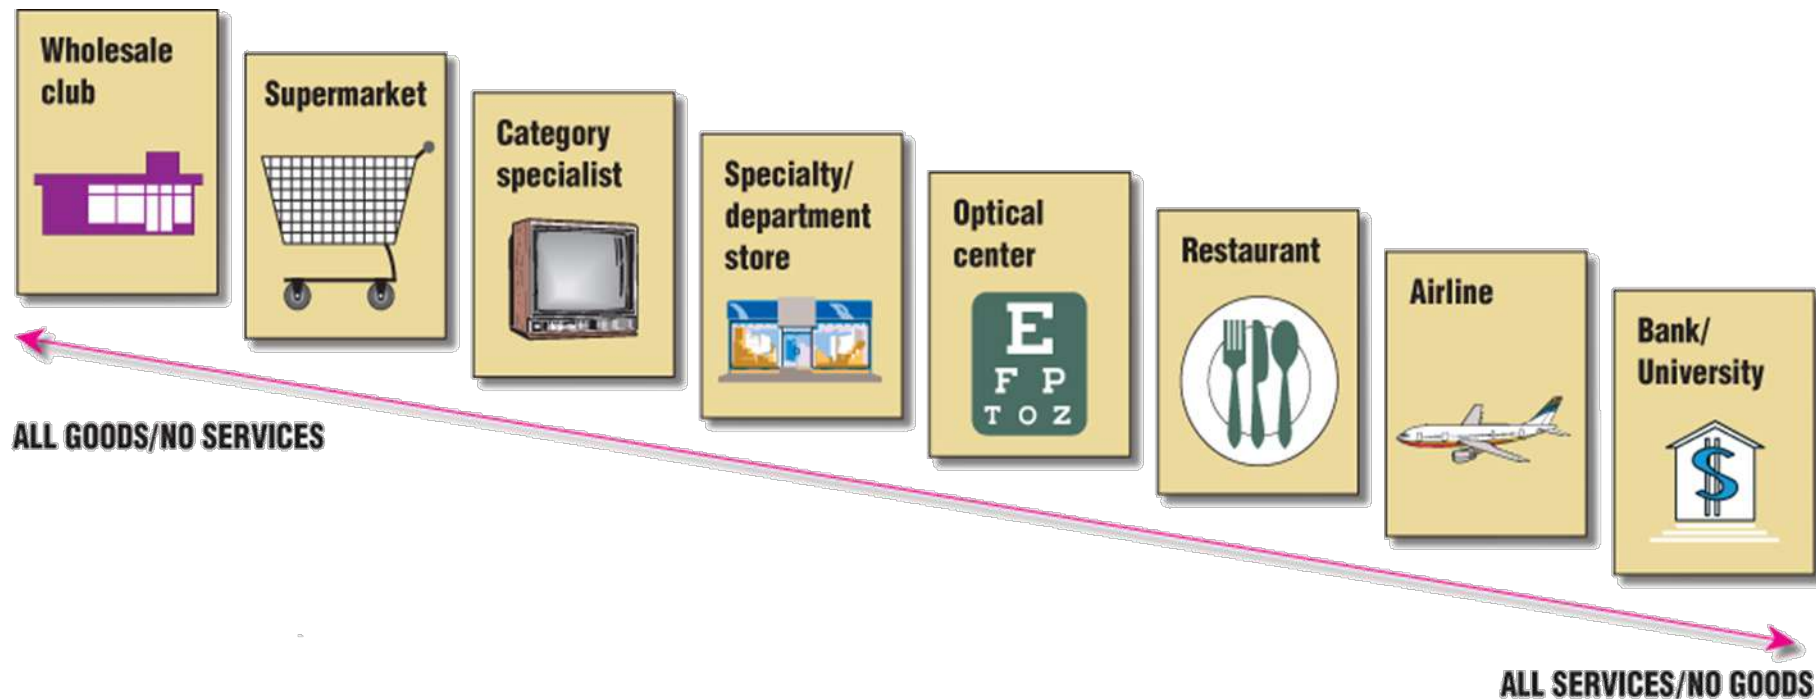 Wholesale
club
Supermarket
Category
specialist
Specialty/
department
store
Optical
center
E
F P
T O Z
Restaurant
Airline
Bank/
University
$
ALL GOODS/NO SERVICES
ALL SERVICES/NO GOODS